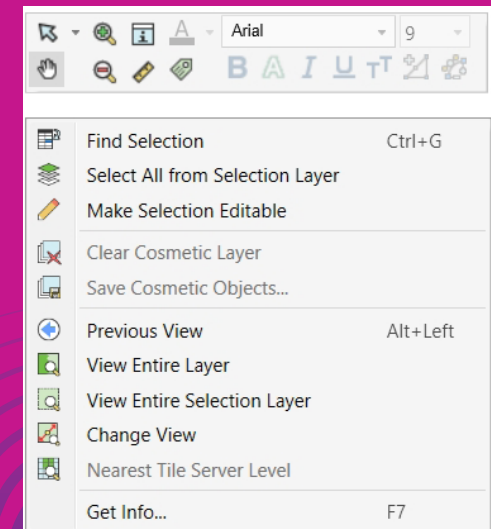 Arial 9
B A I U TT
Find Selection Ctrl+G
Select All from Selection Layer
Make Selection Editable
Clear Cosmetic Layer
Save Cosmetic Objects...
Previous View Alt+Left
View Entire Layer
View Entire Selection Layer
Change View
Nearest Tile Server Level
Get Info... F7